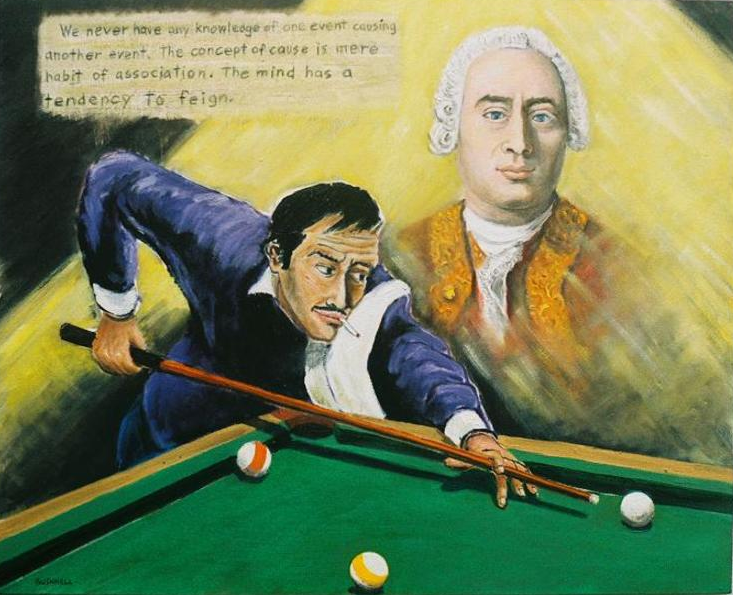 We never have any knowledge of one event causing
another event. The concept of cause is mere
habit of association. The mind has a
tendency to feign.